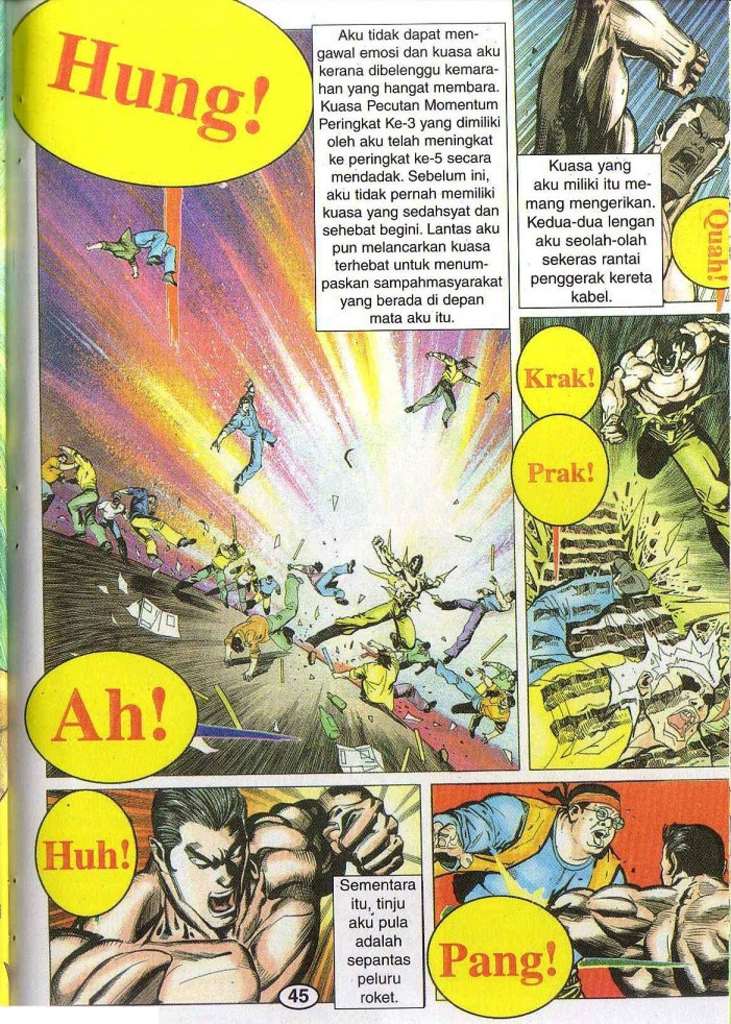 Hung!
Aku tidak dapat men-
gawal emosi dan kuasa aku
kerana dibelenggu kemara-
han yang hangat membara.
Kuasa Pecutan Momentum
Peringkat Ke-3 yang dimiliki
oleh aku telah meningkat
ke peringkat ke-5 secara
mendadak. Sebelum ini,
aku tidak pernah memiliki
kuasa yang sedahsyat dan
sehebat begini. Lantas aku
pun melancarkan kuasa
terhebat untuk menum-
paskan sampahmasyarakat
yang berada di depan
mata aku itu.
Kuasa yang
aku miliki itu me-
mang mengerikan.
Kedua-dua lengan
aku seolah-olah
sekeras rantai
penggerak kereta
kabel.
Quah!
Krak!
Prak!
Ah!
Huh!
Sementara
itu, tinju
aku pula
adalah
sepantas
peluru
roket.
Pang!
45